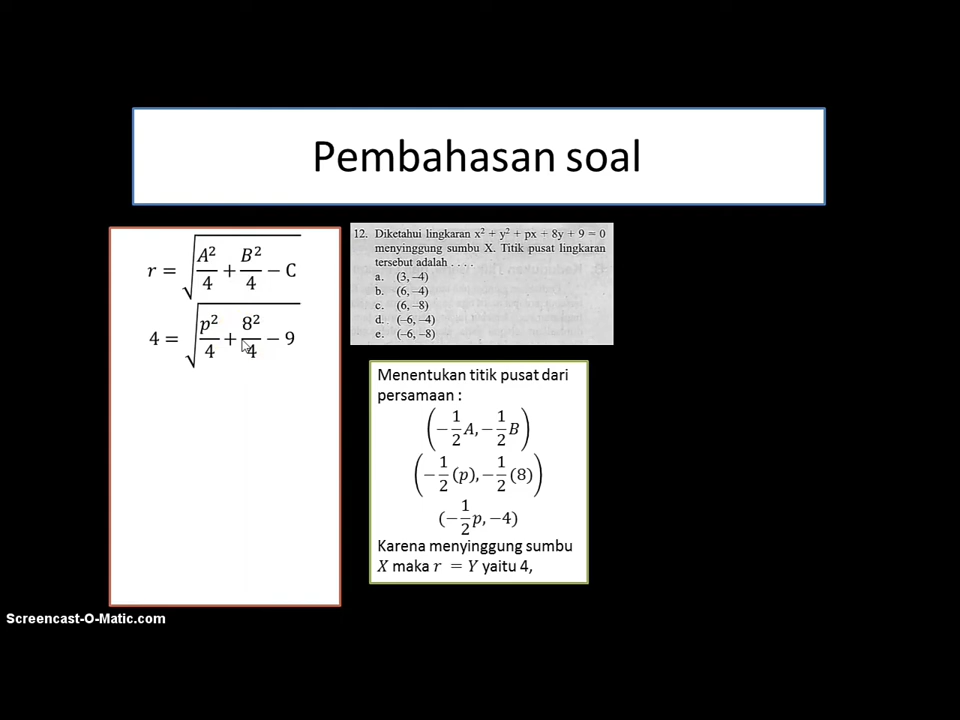 Pembahasan soal
r = √(A²/4 + B²/4 − C)
4 = √(p²/4 + 8²/4 − 9)
12. Diketahui lingkaran x² + y² + px + 8y + 9 = 0
menyinggung sumbu X. Titik pusat lingkaran
tersebut adalah . . . .
a. (3, –4)
b. (6, –4)
c. (6, –8)
d. (–6, –4)
e. (–6, –8)
Menentukan titik pusat dari
persamaan :
(−1/2 A, −1/2 B)
(−1/2 (p), −1/2 (8))
(−1/2 p, −4)
Karena menyinggung sumbu
X maka r = Y yaitu 4,
Screencast-O-Matic.com